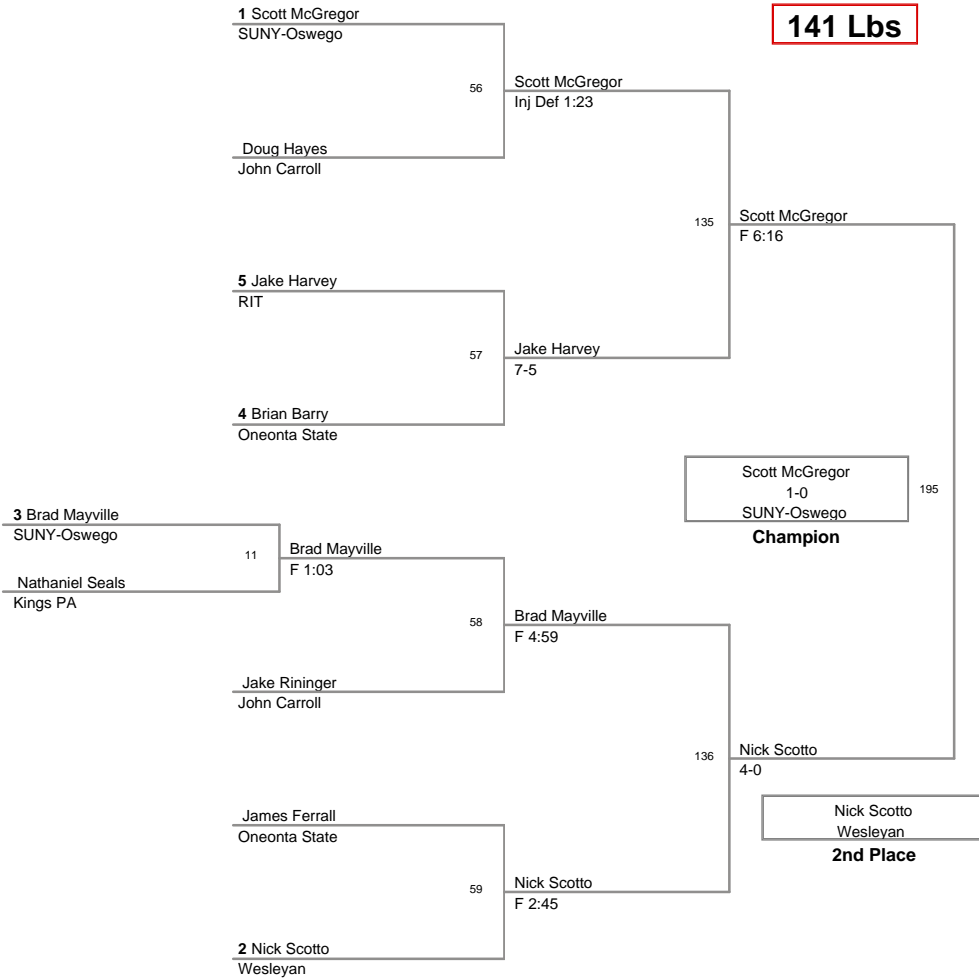 141 Lbs
1 Scott McGregor
SUNY-Oswego
56
Scott McGregor
Inj Def 1:23
Doug Hayes
John Carroll
135
Scott McGregor
F 6:16
5 Jake Harvey
RIT
57
Jake Harvey
7-5
4 Brian Barry
Oneonta State
Scott McGregor
1-0
SUNY-Oswego
195
Champion
3 Brad Mayville
SUNY-Oswego
11
Brad Mayville
F 1:03
Nathaniel Seals
Kings PA
58
Brad Mayville
F 4:59
Jake Rininger
John Carroll
136
Nick Scotto
4-0
James Ferrall
Oneonta State
Nick Scotto
Wesleyan
2nd Place
59
Nick Scotto
F 2:45
2 Nick Scotto
Wesleyan